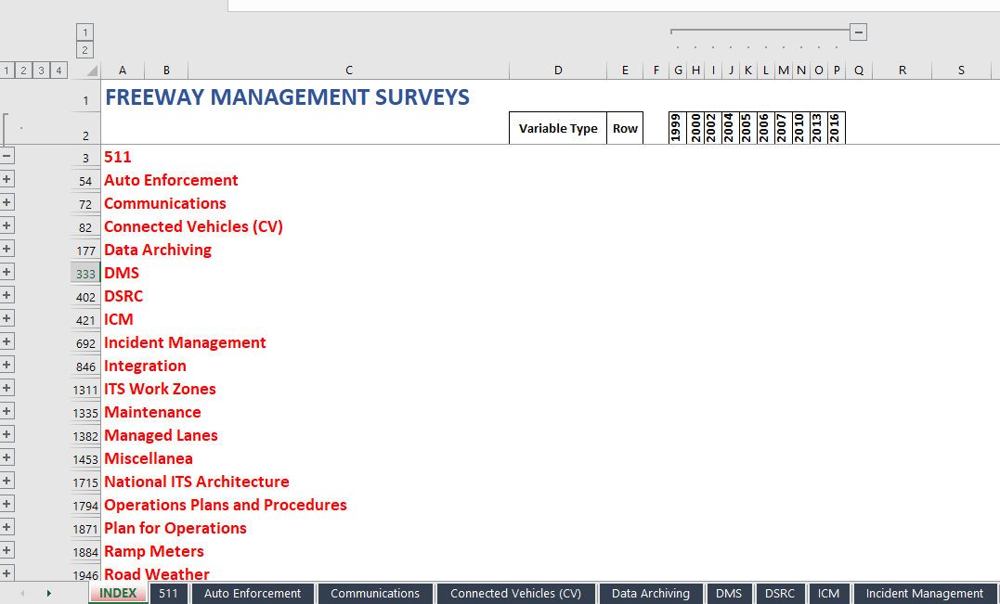 1
2
1 2 3 4 A B C D E F G H I J K L M N O P Q R S
1 FREEWAY MANAGEMENT SURVEYS
2 Variable Type Row 1999 2000 2002 2004 2005 2006 2007 2010 2013 2016
3 511
54 Auto Enforcement
72 Communications
82 Connected Vehicles (CV)
177 Data Archiving
333 DMS
402 DSRC
421 ICM
692 Incident Management
846 Integration
1311 ITS Work Zones
1335 Maintenance
1382 Managed Lanes
1453 Miscellanea
1715 National ITS Architecture
1794 Operations Plans and Procedures
1871 Plan for Operations
1884 Ramp Meters
1946 Road Weather
INDEX 511 Auto Enforcement Communications Connected Vehicles (CV) Data Archiving DMS DSRC ICM Incident Management